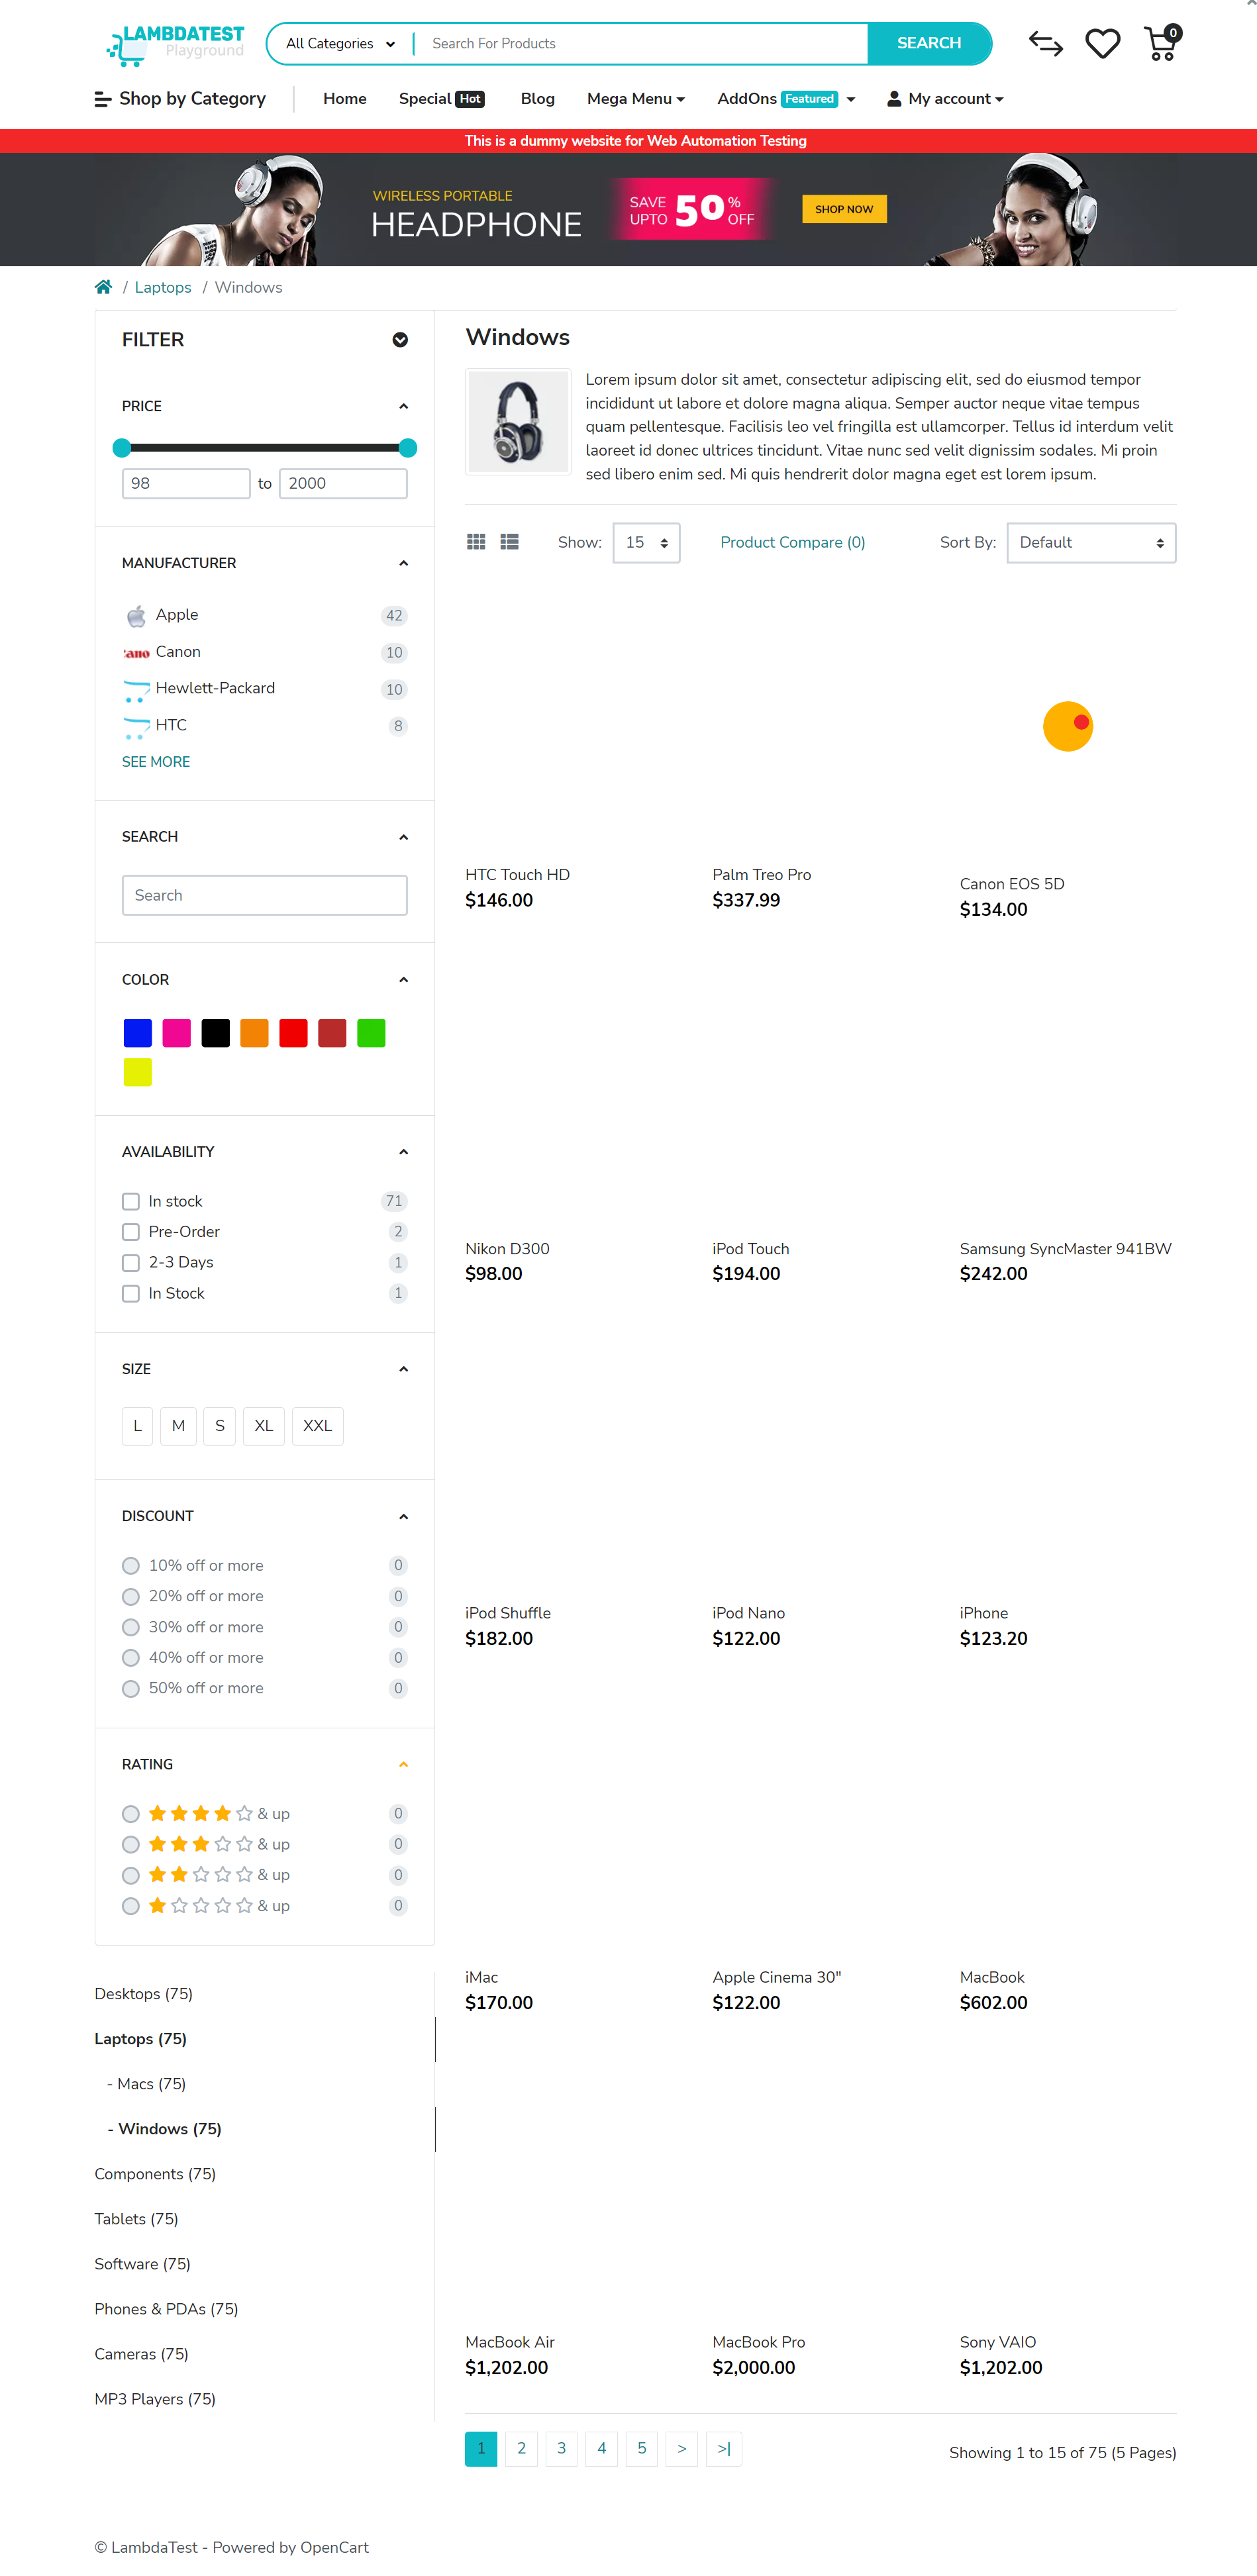 LAMBDATEST
Playground
All Categories
Search For Products
SEARCH
0
Shop by Category
Home
Special Hot
Blog
Mega Menu
AddOns Featured
My account
This is a dummy website for Web Automation Testing
WIRELESS PORTABLE
HEADPHONE
SAVE UPTO 50% OFF
SHOP NOW
/ Laptops / Windows
FILTER
PRICE
98 to 2000
MANUFACTURER
Apple 42
Canon 10
Hewlett-Packard 10
HTC 8
SEE MORE
SEARCH
Search
COLOR
AVAILABILITY
In stock 71
Pre-Order 2
2-3 Days 1
In Stock 1
SIZE
L M S XL XXL
DISCOUNT
10% off or more 0
20% off or more 0
30% off or more 0
40% off or more 0
50% off or more 0
RATING
& up 0
& up 0
& up 0
& up 0
Desktops (75)
Laptops (75)
- Macs (75)
- Windows (75)
Components (75)
Tablets (75)
Software (75)
Phones & PDAs (75)
Cameras (75)
MP3 Players (75)
Windows
Lorem ipsum dolor sit amet, consectetur adipiscing elit, sed do eiusmod tempor
incididunt ut labore et dolore magna aliqua. Semper auctor neque vitae tempus
quam pellentesque. Facilisis leo vel fringilla est ullamcorper. Tellus id interdum velit
laoreet id donec ultrices tincidunt. Vitae nunc sed velit dignissim sodales. Mi proin
sed libero enim sed. Mi quis hendrerit dolor magna eget est lorem ipsum.
Show: 15
Product Compare (0)
Sort By: Default
HTC Touch HD
$146.00
Palm Treo Pro
$337.99
Canon EOS 5D
$134.00
Nikon D300
$98.00
iPod Touch
$194.00
Samsung SyncMaster 941BW
$242.00
iPod Shuffle
$182.00
iPod Nano
$122.00
iPhone
$123.20
iMac
$170.00
Apple Cinema 30"
$122.00
MacBook
$602.00
MacBook Air
$1,202.00
MacBook Pro
$2,000.00
Sony VAIO
$1,202.00
1 2 3 4 5 > >|
Showing 1 to 15 of 75 (5 Pages)
© LambdaTest - Powered by OpenCart